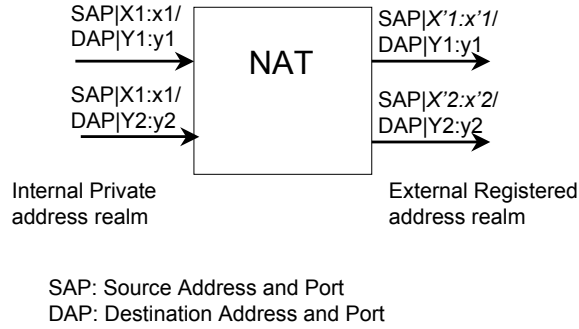 SAP|X1:x1/
DAP|Y1:y1
SAP|X'1:x'1/
DAP|Y1:y1
NAT
SAP|X1:x1/
DAP|Y2:y2
SAP|X'2:x'2/
DAP|Y2:y2
Internal Private
address realm
External Registered
address realm
SAP: Source Address and Port
DAP: Destination Address and Port